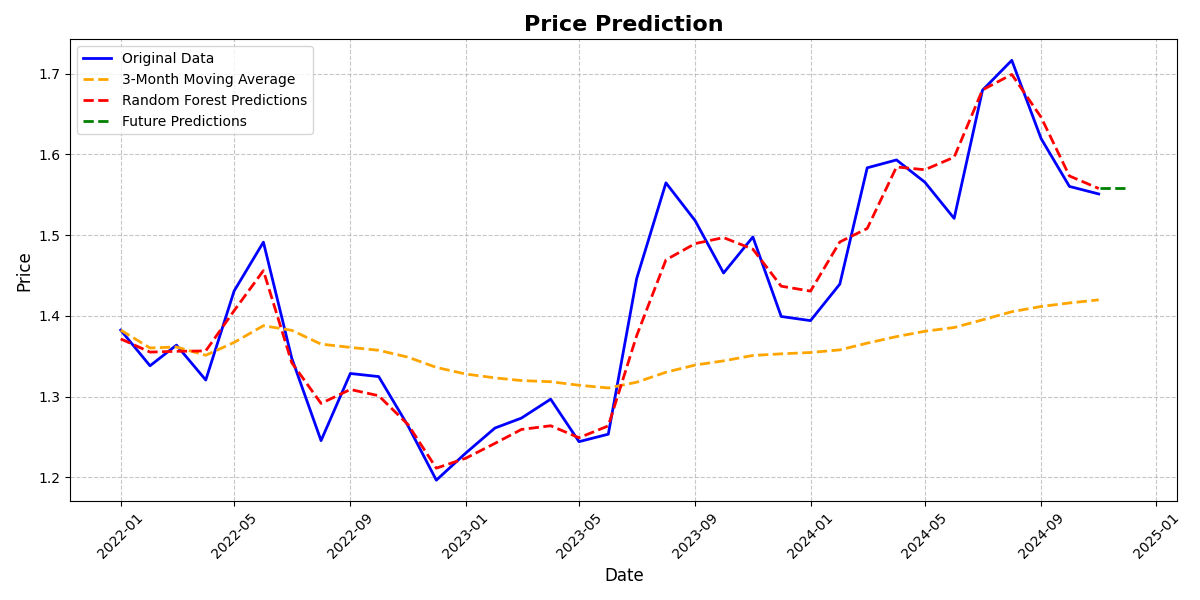 Price Prediction
Original Data
3-Month Moving Average
Random Forest Predictions
Future Predictions
Price
1.7
1.6
1.5
1.4
1.3
1.2
2022-01
2022-05
2022-09
2023-01
2023-05
2023-09
2024-01
2024-05
2024-09
2025-01
Date